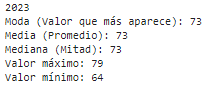 2023
Moda (Valor que más aparece): 73
Media (Promedio): 73
Mediana (Mitad): 73
Valor máximo: 79
Valor mínimo: 64